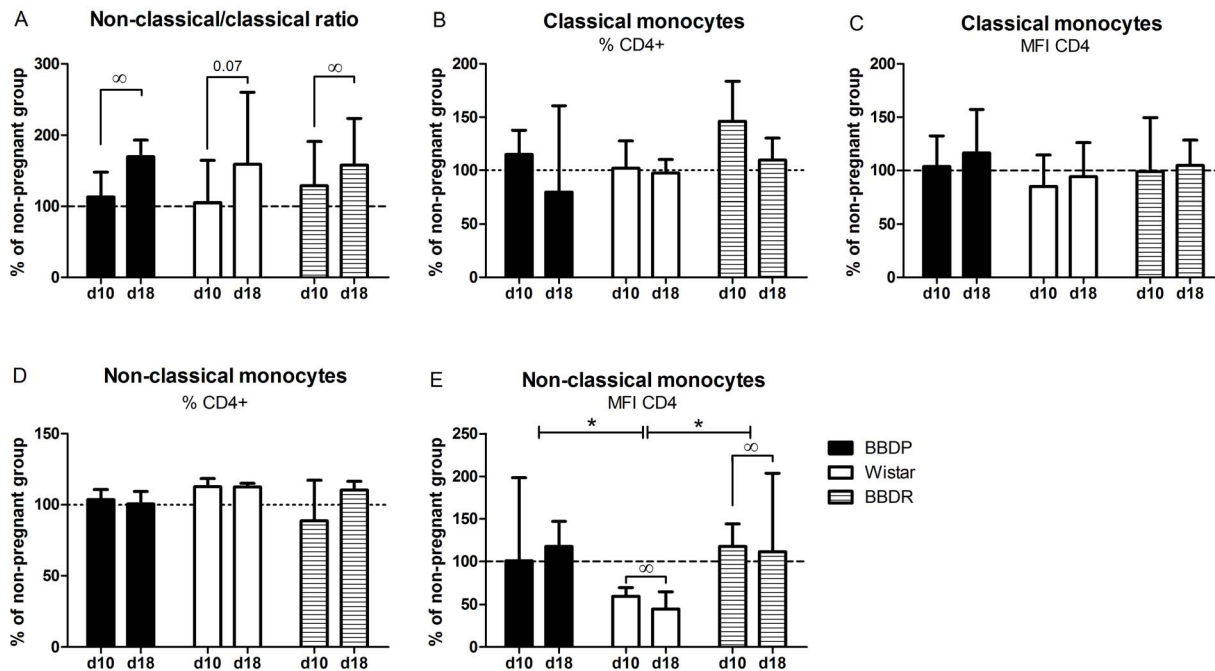 A
Non-classical/classical ratio
% of non-pregnant group
300
200
100
0
∞
0.07
∞
d10 d18 d10 d18 d10 d18
B
Classical monocytes
% CD4+
% of non-pregnant group
200
150
100
50
0
d10 d18 d10 d18 d10 d18
C
Classical monocytes
MFI CD4
% of non-pregnant group
200
150
100
50
0
d10 d18 d10 d18 d10 d18
D
Non-classical monocytes
% CD4+
% of non-pregnant group
150
100
50
0
d10 d18 d10 d18 d10 d18
E
Non-classical monocytes
MFI CD4
% of non-pregnant group
250
200
150
100
50
0
* *
∞
∞
d10 d18 d10 d18 d10 d18
BBDP
Wistar
BBDR